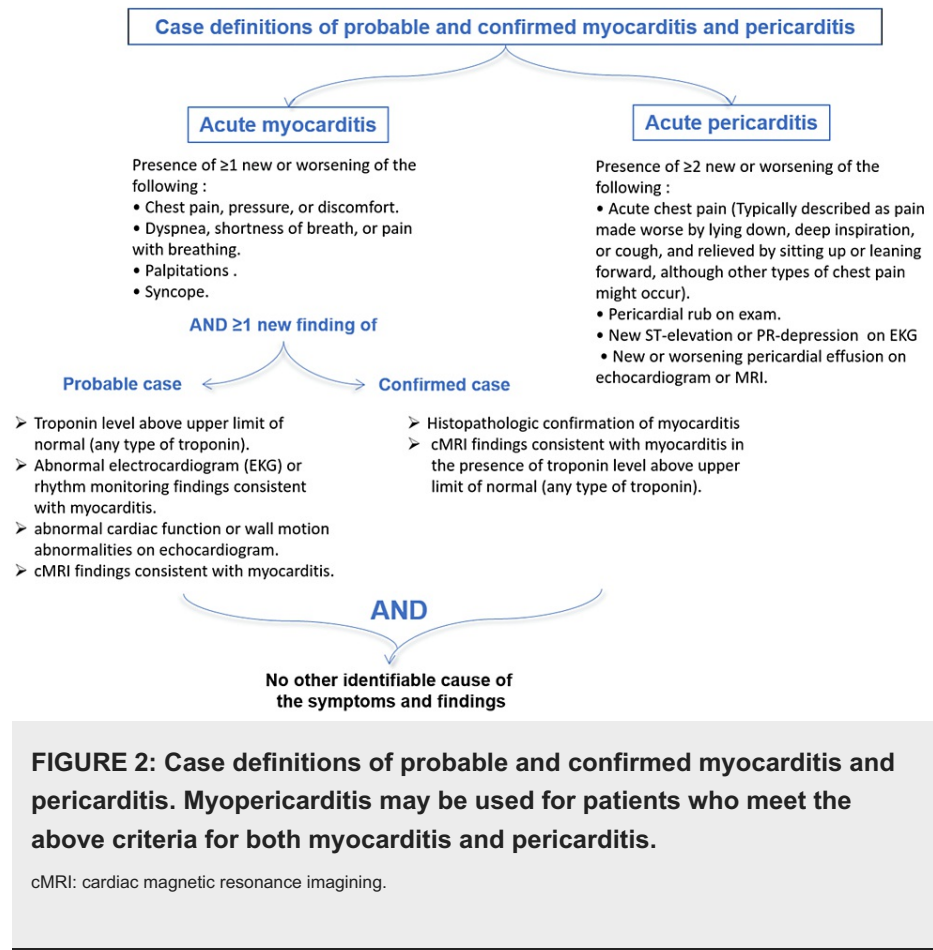 Case definitions of probable and confirmed myocarditis and pericarditis
Acute myocarditis
Presence of ≥1 new or worsening of the
following :
• Chest pain, pressure, or discomfort.
• Dyspnea, shortness of breath, or pain
with breathing.
• Palpitations .
• Syncope.
AND ≥1 new finding of
Probable case
➢ Troponin level above upper limit of
normal (any type of troponin).
➢ Abnormal electrocardiogram (EKG) or
rhythm monitoring findings consistent
with myocarditis.
➢ abnormal cardiac function or wall motion
abnormalities on echocardiogram.
➢ cMRI findings consistent with myocarditis.
Confirmed case
➢ Histopathologic confirmation of myocarditis
➢ cMRI findings consistent with myocarditis in
the presence of troponin level above upper
limit of normal (any type of troponin).
Acute pericarditis
Presence of ≥2 new or worsening of the
following :
• Acute chest pain (Typically described as pain
made worse by lying down, deep inspiration,
or cough, and relieved by sitting up or leaning
forward, although other types of chest pain
might occur).
• Pericardial rub on exam.
• New ST-elevation or PR-depression on EKG
• New or worsening pericardial effusion on
echocardiogram or MRI.
AND
No other identifiable cause of
the symptoms and findings
FIGURE 2: Case definitions of probable and confirmed myocarditis and
pericarditis. Myopericarditis may be used for patients who meet the
above criteria for both myocarditis and pericarditis.
cMRI: cardiac magnetic resonance imagining.